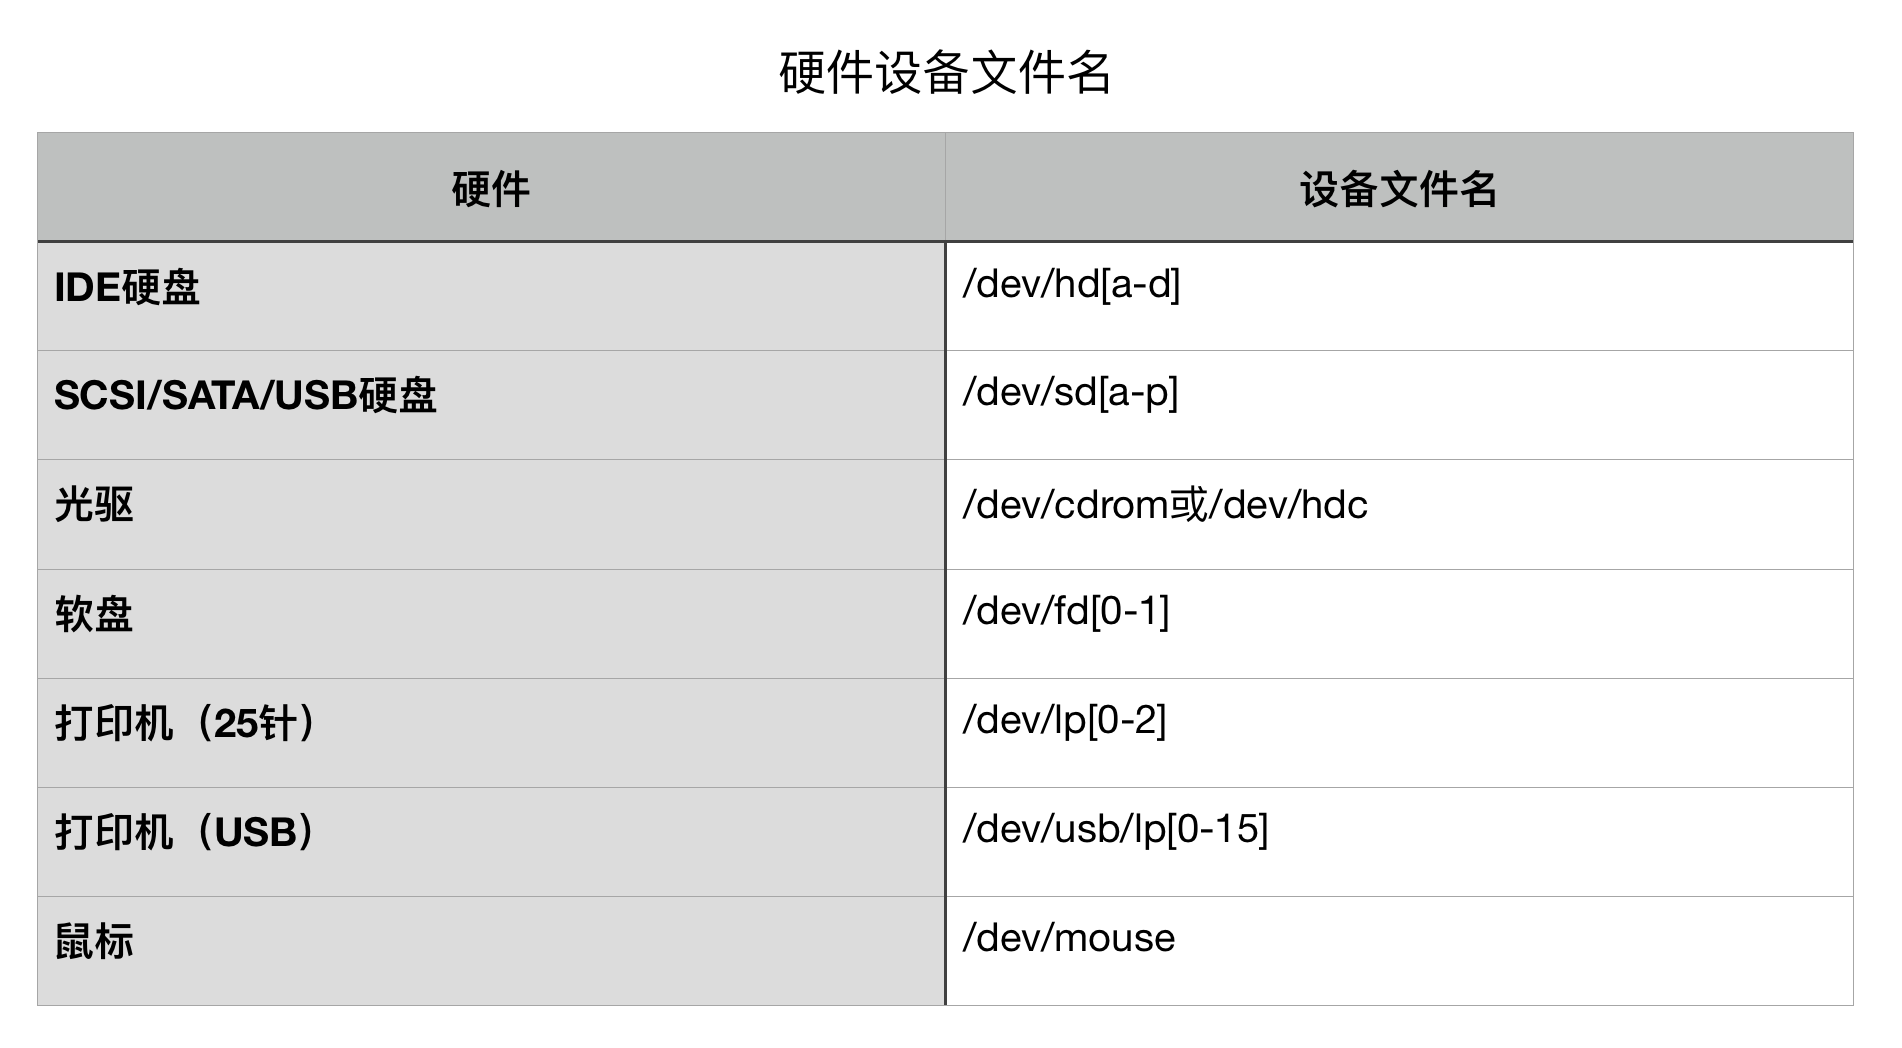 硬件设备文件名
硬件 设备文件名
IDE硬盘 /dev/hd[a-d]
SCSI/SATA/USB硬盘 /dev/sd[a-p]
光驱 /dev/cdrom或/dev/hdc
软盘 /dev/fd[0-1]
打印机（25针） /dev/lp[0-2]
打印机（USB） /dev/usb/lp[0-15]
鼠标 /dev/mouse